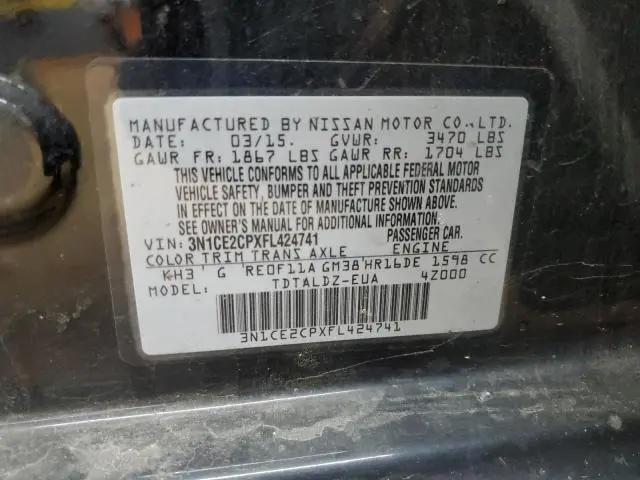 MANUFACTURED BY NISSAN MOTOR CO.,LTD.
DATE: 03/15. GVWR: 3470 LBS
GAWR FR: 1867 LBS GAWR RR: 1704 LBS
THIS VEHICLE CONFORMS TO ALL APPLICABLE FEDERAL MOTOR
VEHICLE SAFETY, BUMPER AND THEFT PREVENTION STANDARDS
IN EFFECT ON THE DATE OF MANUFACTURE SHOWN ABOVE.
SEE OWNER'S MANUAL FOR ADDITIONAL INFORMATION.
VIN: 3N1CE2CPXFL424741 PASSENGER CAR.
COLOR TRIM TRANS AXLE ENGINE
KH3 G RE0F11A GM38 HR16DE 1598 CC
MODEL: TDTALDZ-EUA 4Z000
3N1CE2CPXFL424741